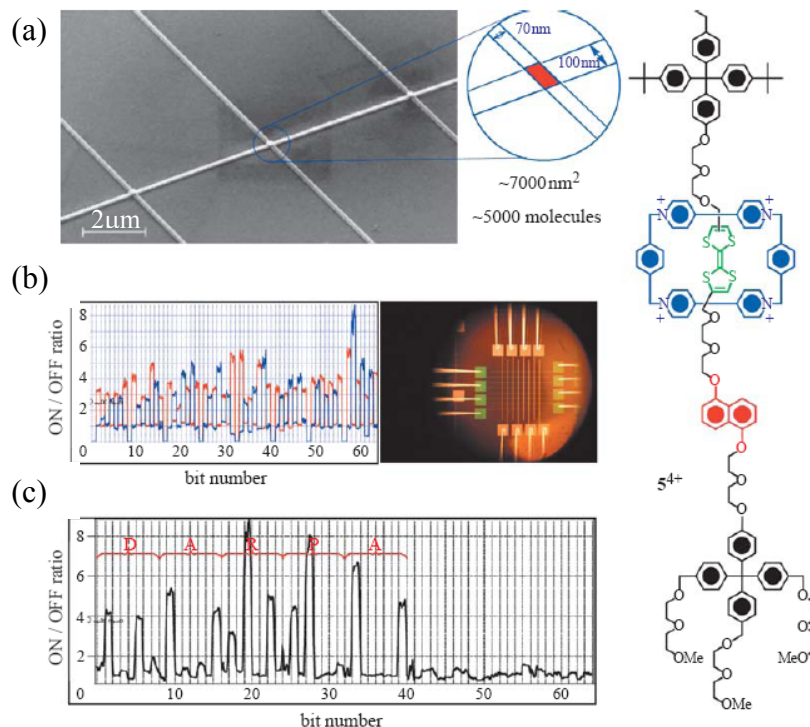 (a)
70nm
100nm
2um
~7000nm²
~5000 molecules
(b)
ON / OFF ratio
8
6
4
2
0 10 20 30 40 50 60
bit number
(c)
ON / OFF ratio
D A R P A
8
6
4
2
0 10 20 30 40 50 60
bit number
O
O
O
N+ N+
S S
S S
N+ N+
O
O
O
O
O
O
O
5⁴⁺
O
O
O
OMe
O
O
OMe
O
O
MeO